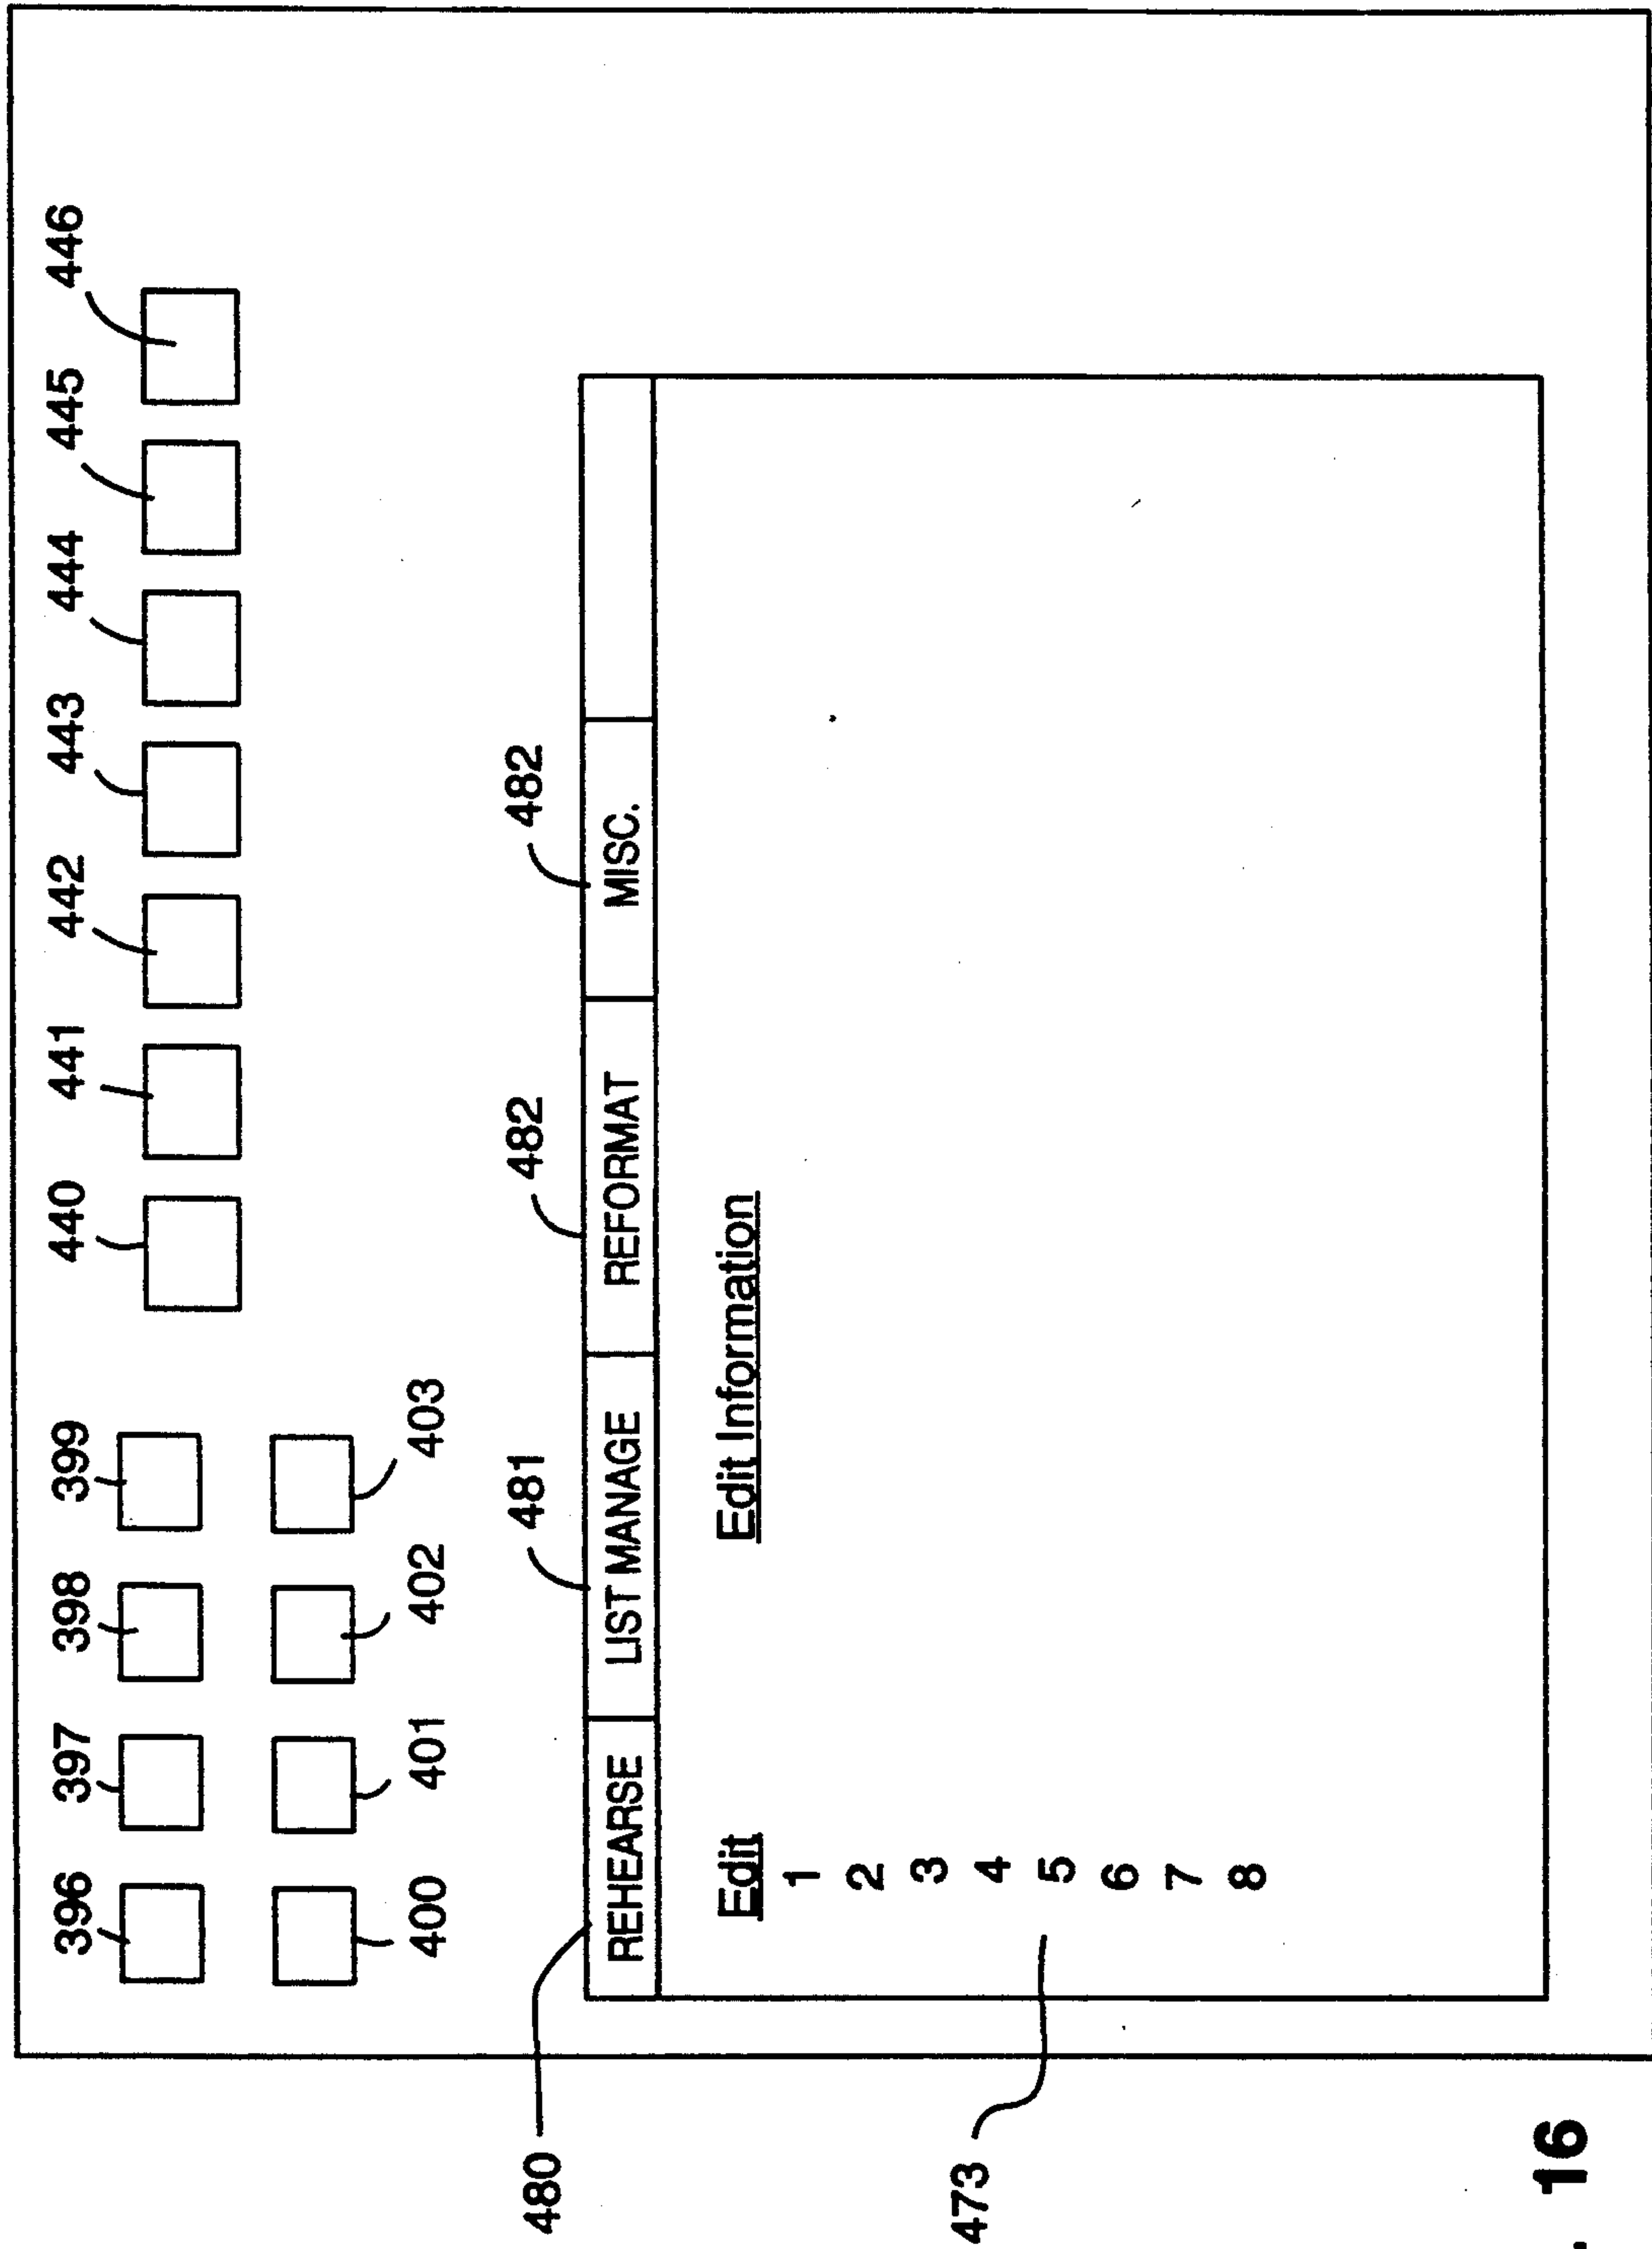 396 397 398 399 440 441 442 443 444 445 446
400 401 402 403
480 481 482 482
REHEARSE LIST MANAGE REFORMAT MISC.
Edit Edit Information
1
2
3
4
473 5
6
7
8
. 16